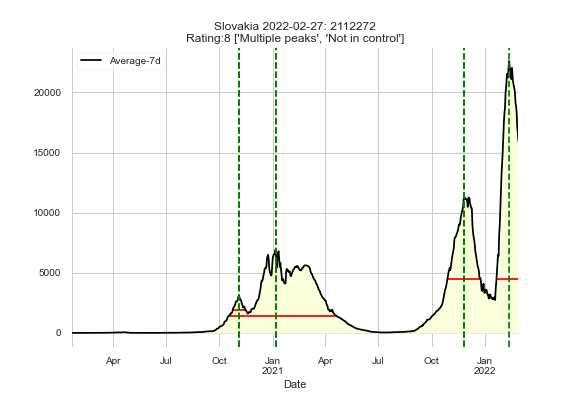 Slovakia 2022-02-27: 2112272
Rating:8 ['Multiple peaks', 'Not in control']
Average-7d
20000
15000
10000
5000
0
Apr Jul Oct Jan Apr Jul Oct Jan
2021 2022
Date